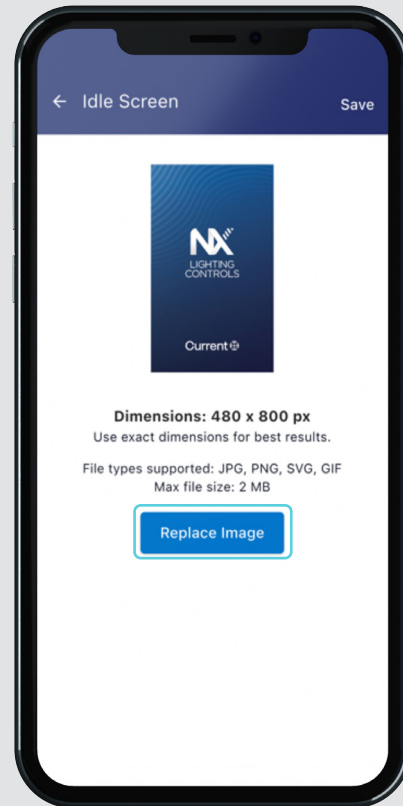 ← Idle Screen
Save
NX
LIGHTING
CONTROLS
Current
Dimensions: 480 x 800 px
Use exact dimensions for best results.
File types supported: JPG, PNG, SVG, GIF
Max file size: 2 MB
Replace Image